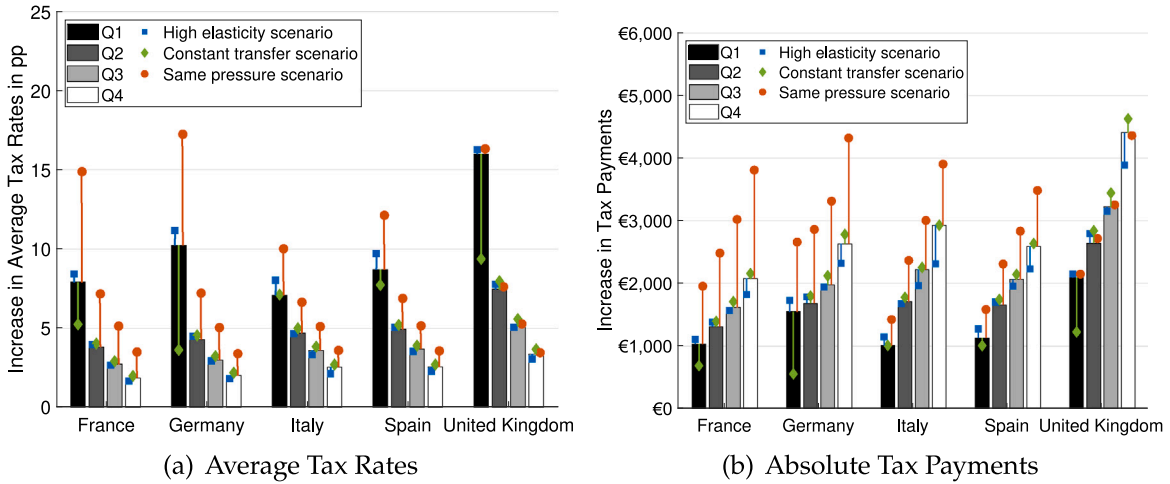 25
20
15
10
5
0
Increase in Average Tax Rates in pp
Q1
Q2
Q3
Q4
High elasticity scenario
Constant transfer scenario
Same pressure scenario
France
Germany
Italy
Spain
United Kingdom
(a) Average Tax Rates
€6,000
€5,000
€4,000
€3,000
€2,000
€1,000
€0
Increase in Tax Payments
Q1
Q2
Q3
Q4
High elasticity scenario
Constant transfer scenario
Same pressure scenario
France
Germany
Italy
Spain
United Kingdom
(b) Absolute Tax Payments